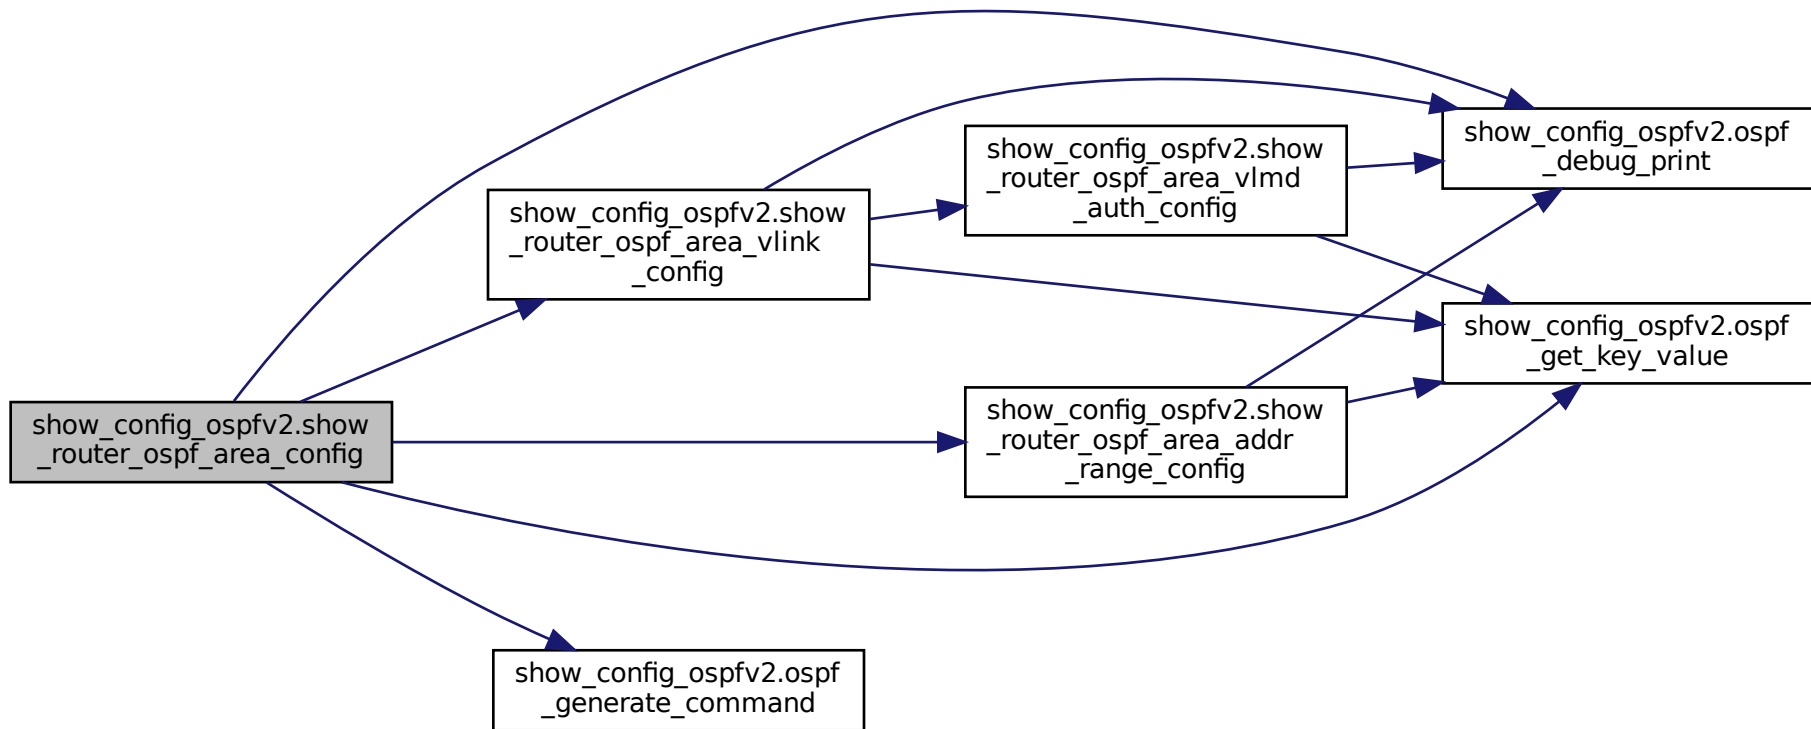 show_config_ospfv2.show
_router_ospf_area_config
show_config_ospfv2.show
_router_ospf_area_vlink
_config
show_config_ospfv2.show
_router_ospf_area_vlmd
_auth_config
show_config_ospfv2.ospf
_debug_print
show_config_ospfv2.ospf
_get_key_value
show_config_ospfv2.show
_router_ospf_area_addr
_range_config
show_config_ospfv2.ospf
_generate_command